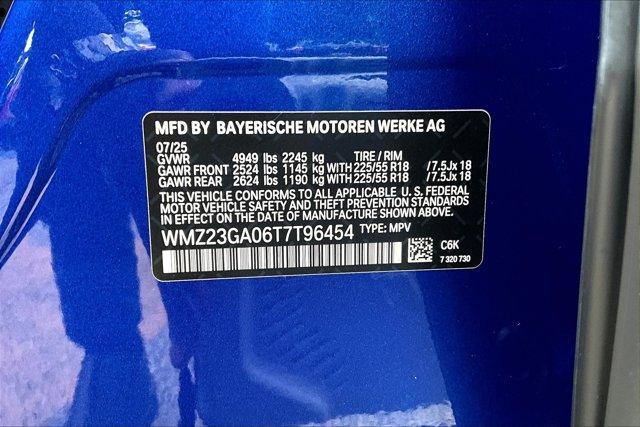 MFD BY BAYERISCHE MOTOREN WERKE AG
07/25
GVWR 4949 lbs 2245 kg TIRE / RIM
GAWR FRONT 2524 lbs 1145 kg WITH 225/55 R18 /7.5Jx 18
GAWR REAR 2624 lbs 1190 kg WITH 225/55 R18 /7.5Jx 18
THIS VEHICLE CONFORMS TO ALL APPLICABLE U. S. FEDERAL
MOTOR VEHICLE SAFETY AND THEFT PREVENTION STANDARDS
IN EFFECT ON THE DATE OF MANUFACTURE SHOWN ABOVE.
WMZ23GA06T7T96454 TYPE: MPV
C6K
7 320 730